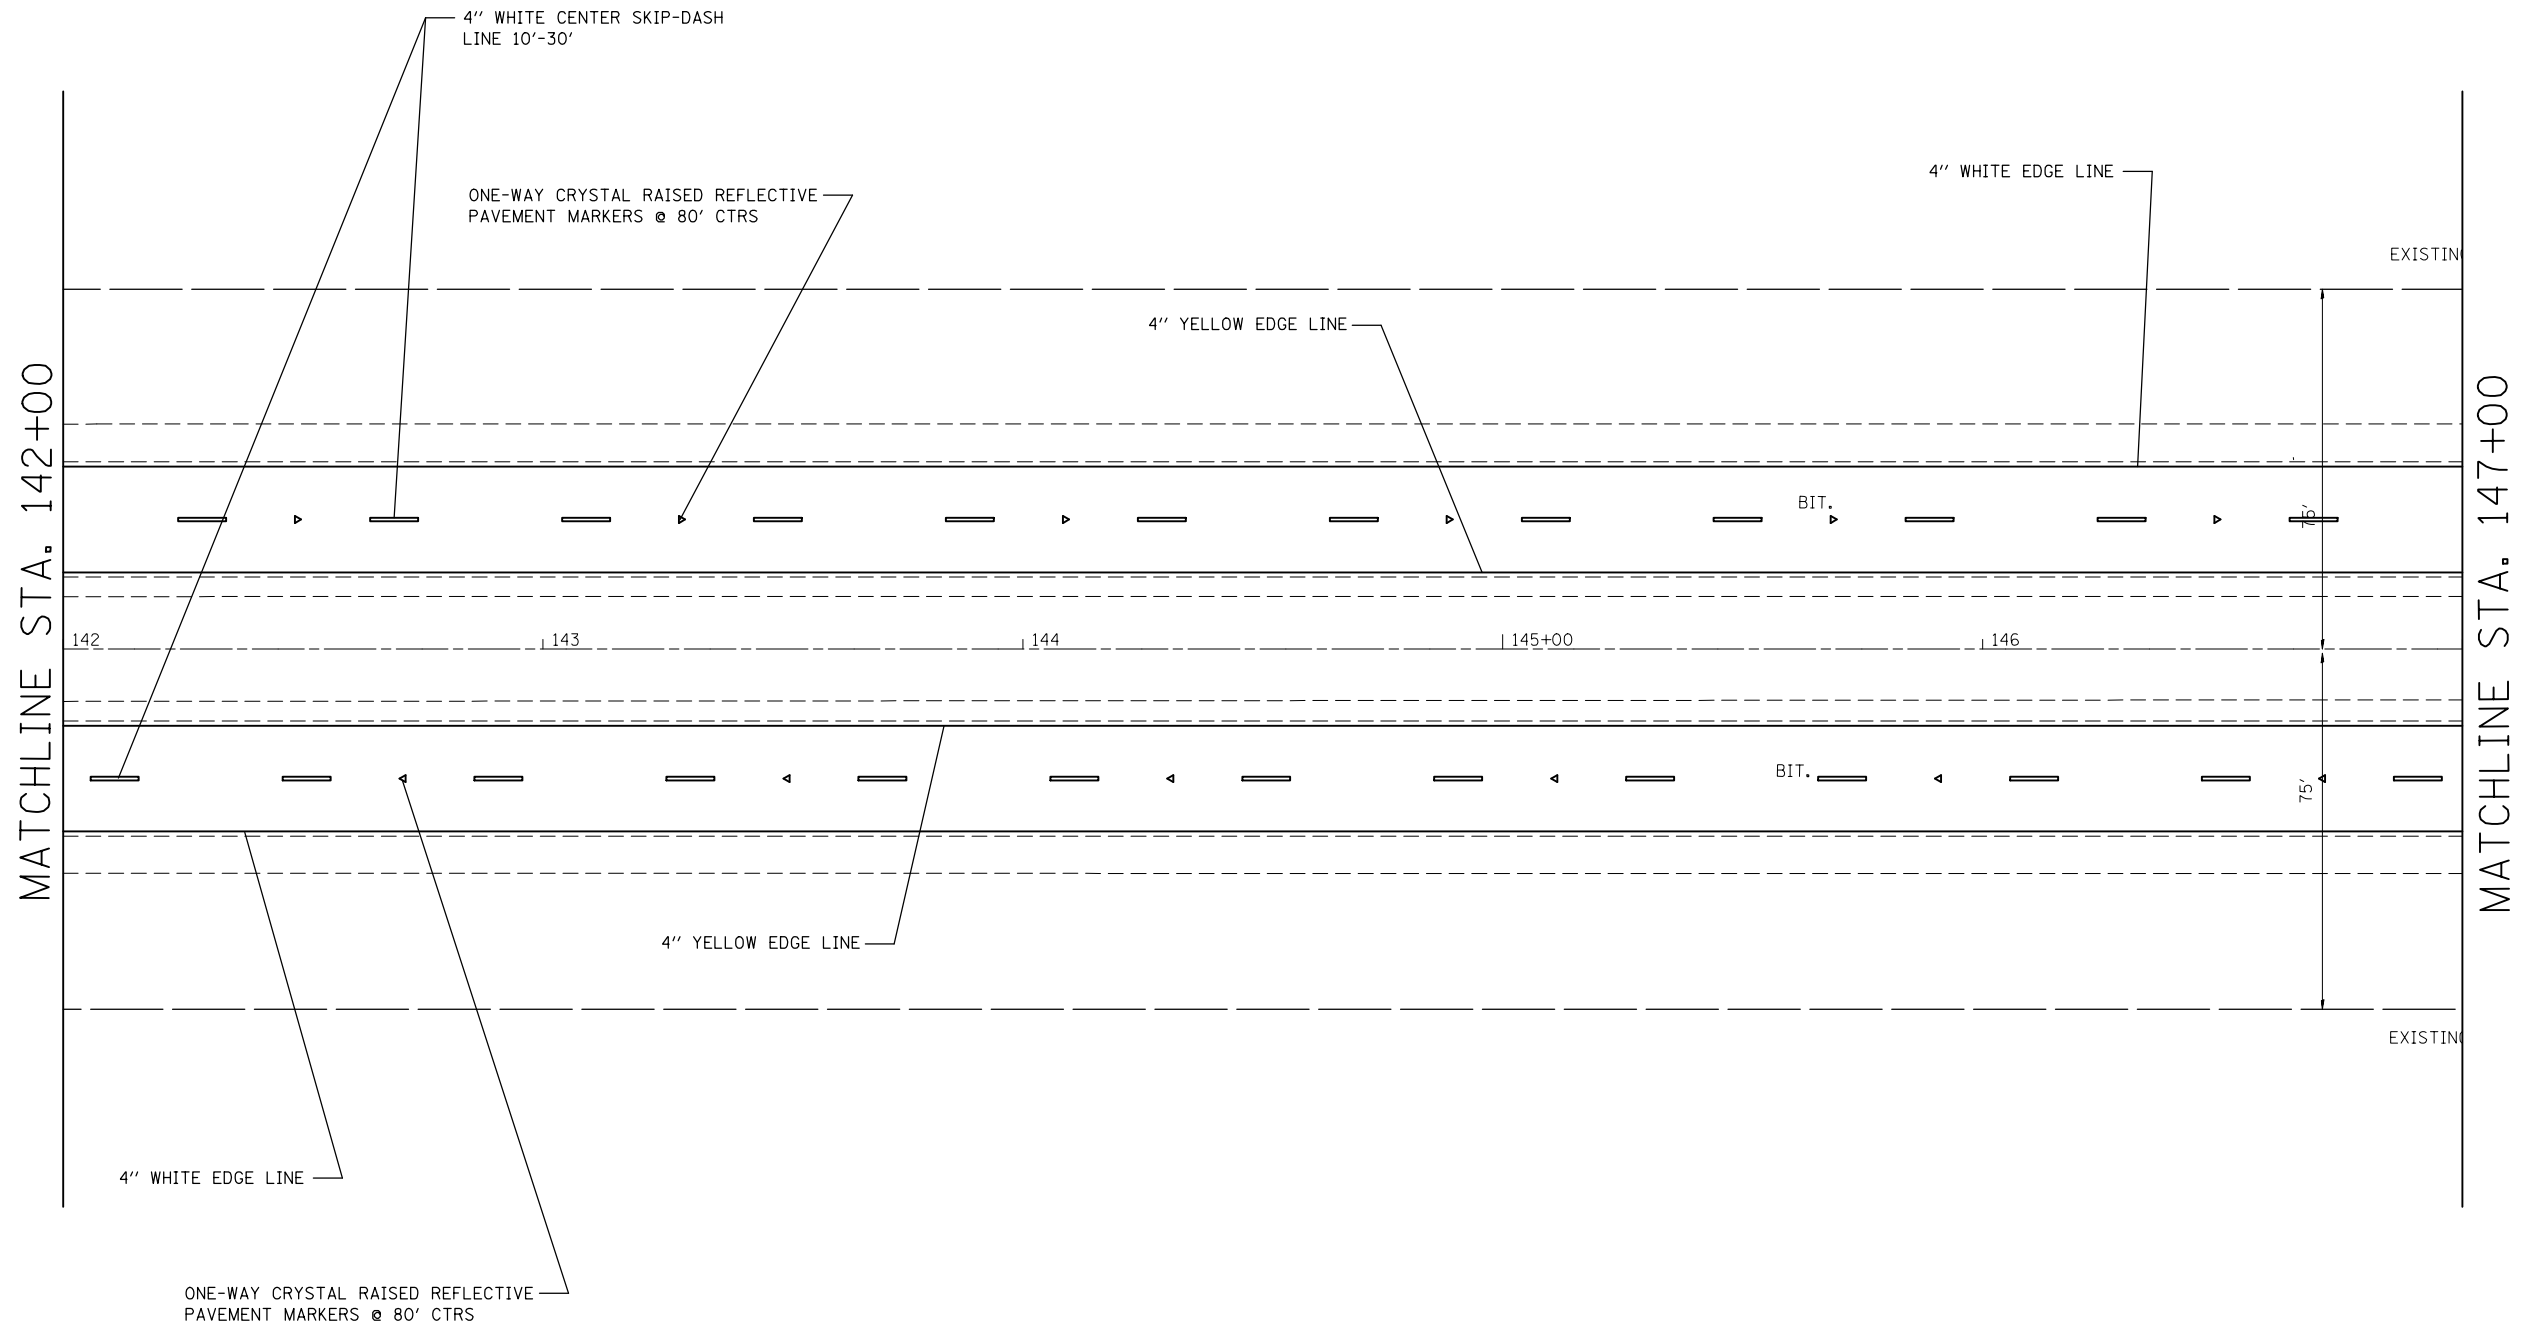 4" WHITE CENTER SKIP-DASH
LINE 10'-30'
ONE-WAY CRYSTAL RAISED REFLECTIVE
PAVEMENT MARKERS @ 80' CTRS
4" WHITE EDGE LINE
EXISTING
4" YELLOW EDGE LINE
MATCHLINE STA. 142+00
MATCHLINE STA. 147+00
BIT.
75'
142
143
144
145+00
146
BIT.
75'
4" YELLOW EDGE LINE
EXISTING
4" WHITE EDGE LINE
ONE-WAY CRYSTAL RAISED REFLECTIVE
PAVEMENT MARKERS @ 80' CTRS